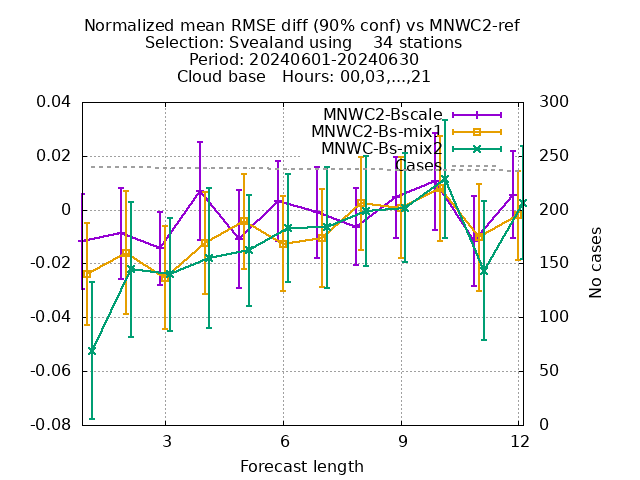 Normalized mean RMSE diff (90% conf) vs MNWC2-ref
Selection: Svealand using    34 stations
Period: 20240601-20240630
Cloud base   Hours: 00,03,...,21
MNWC2-Bscale
MNWC2-Bs-mix1
MNWC-Bs-mix2
Cases
0.04
0.02
0
-0.02
-0.04
-0.06
-0.08
300
250
200
150
100
50
0
No cases
3
6
9
12
Forecast length